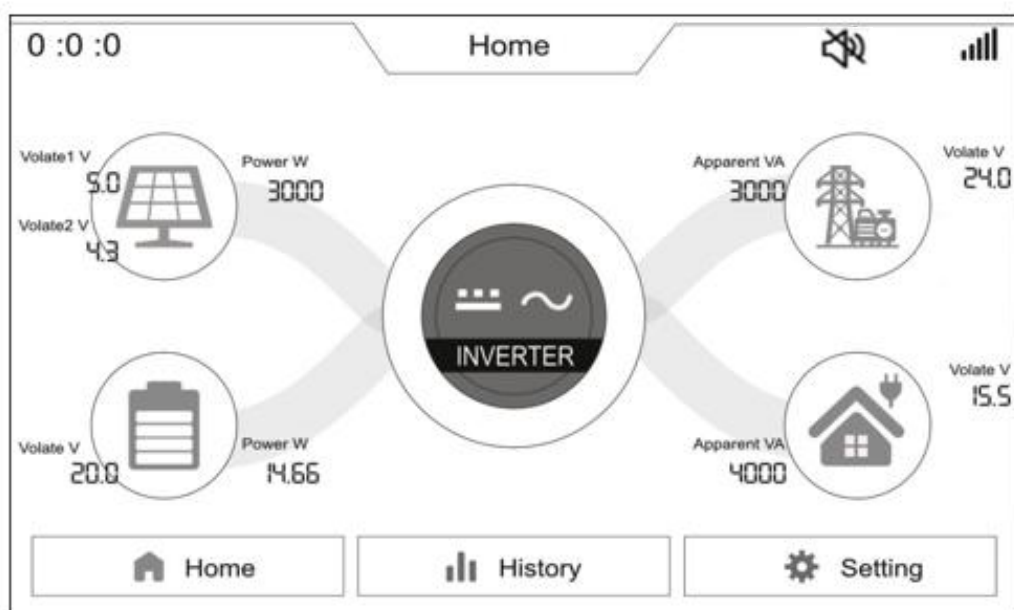 0 :0 :0
Home
Volate1 V
5.0
Volate2 V
4.3
Power W
3000
Apparent VA
3000
Volate V
24.0
INVERTER
Volate V
20.0
Power W
14.66
Apparent VA
4000
Volate V
15.5
Home
History
Setting